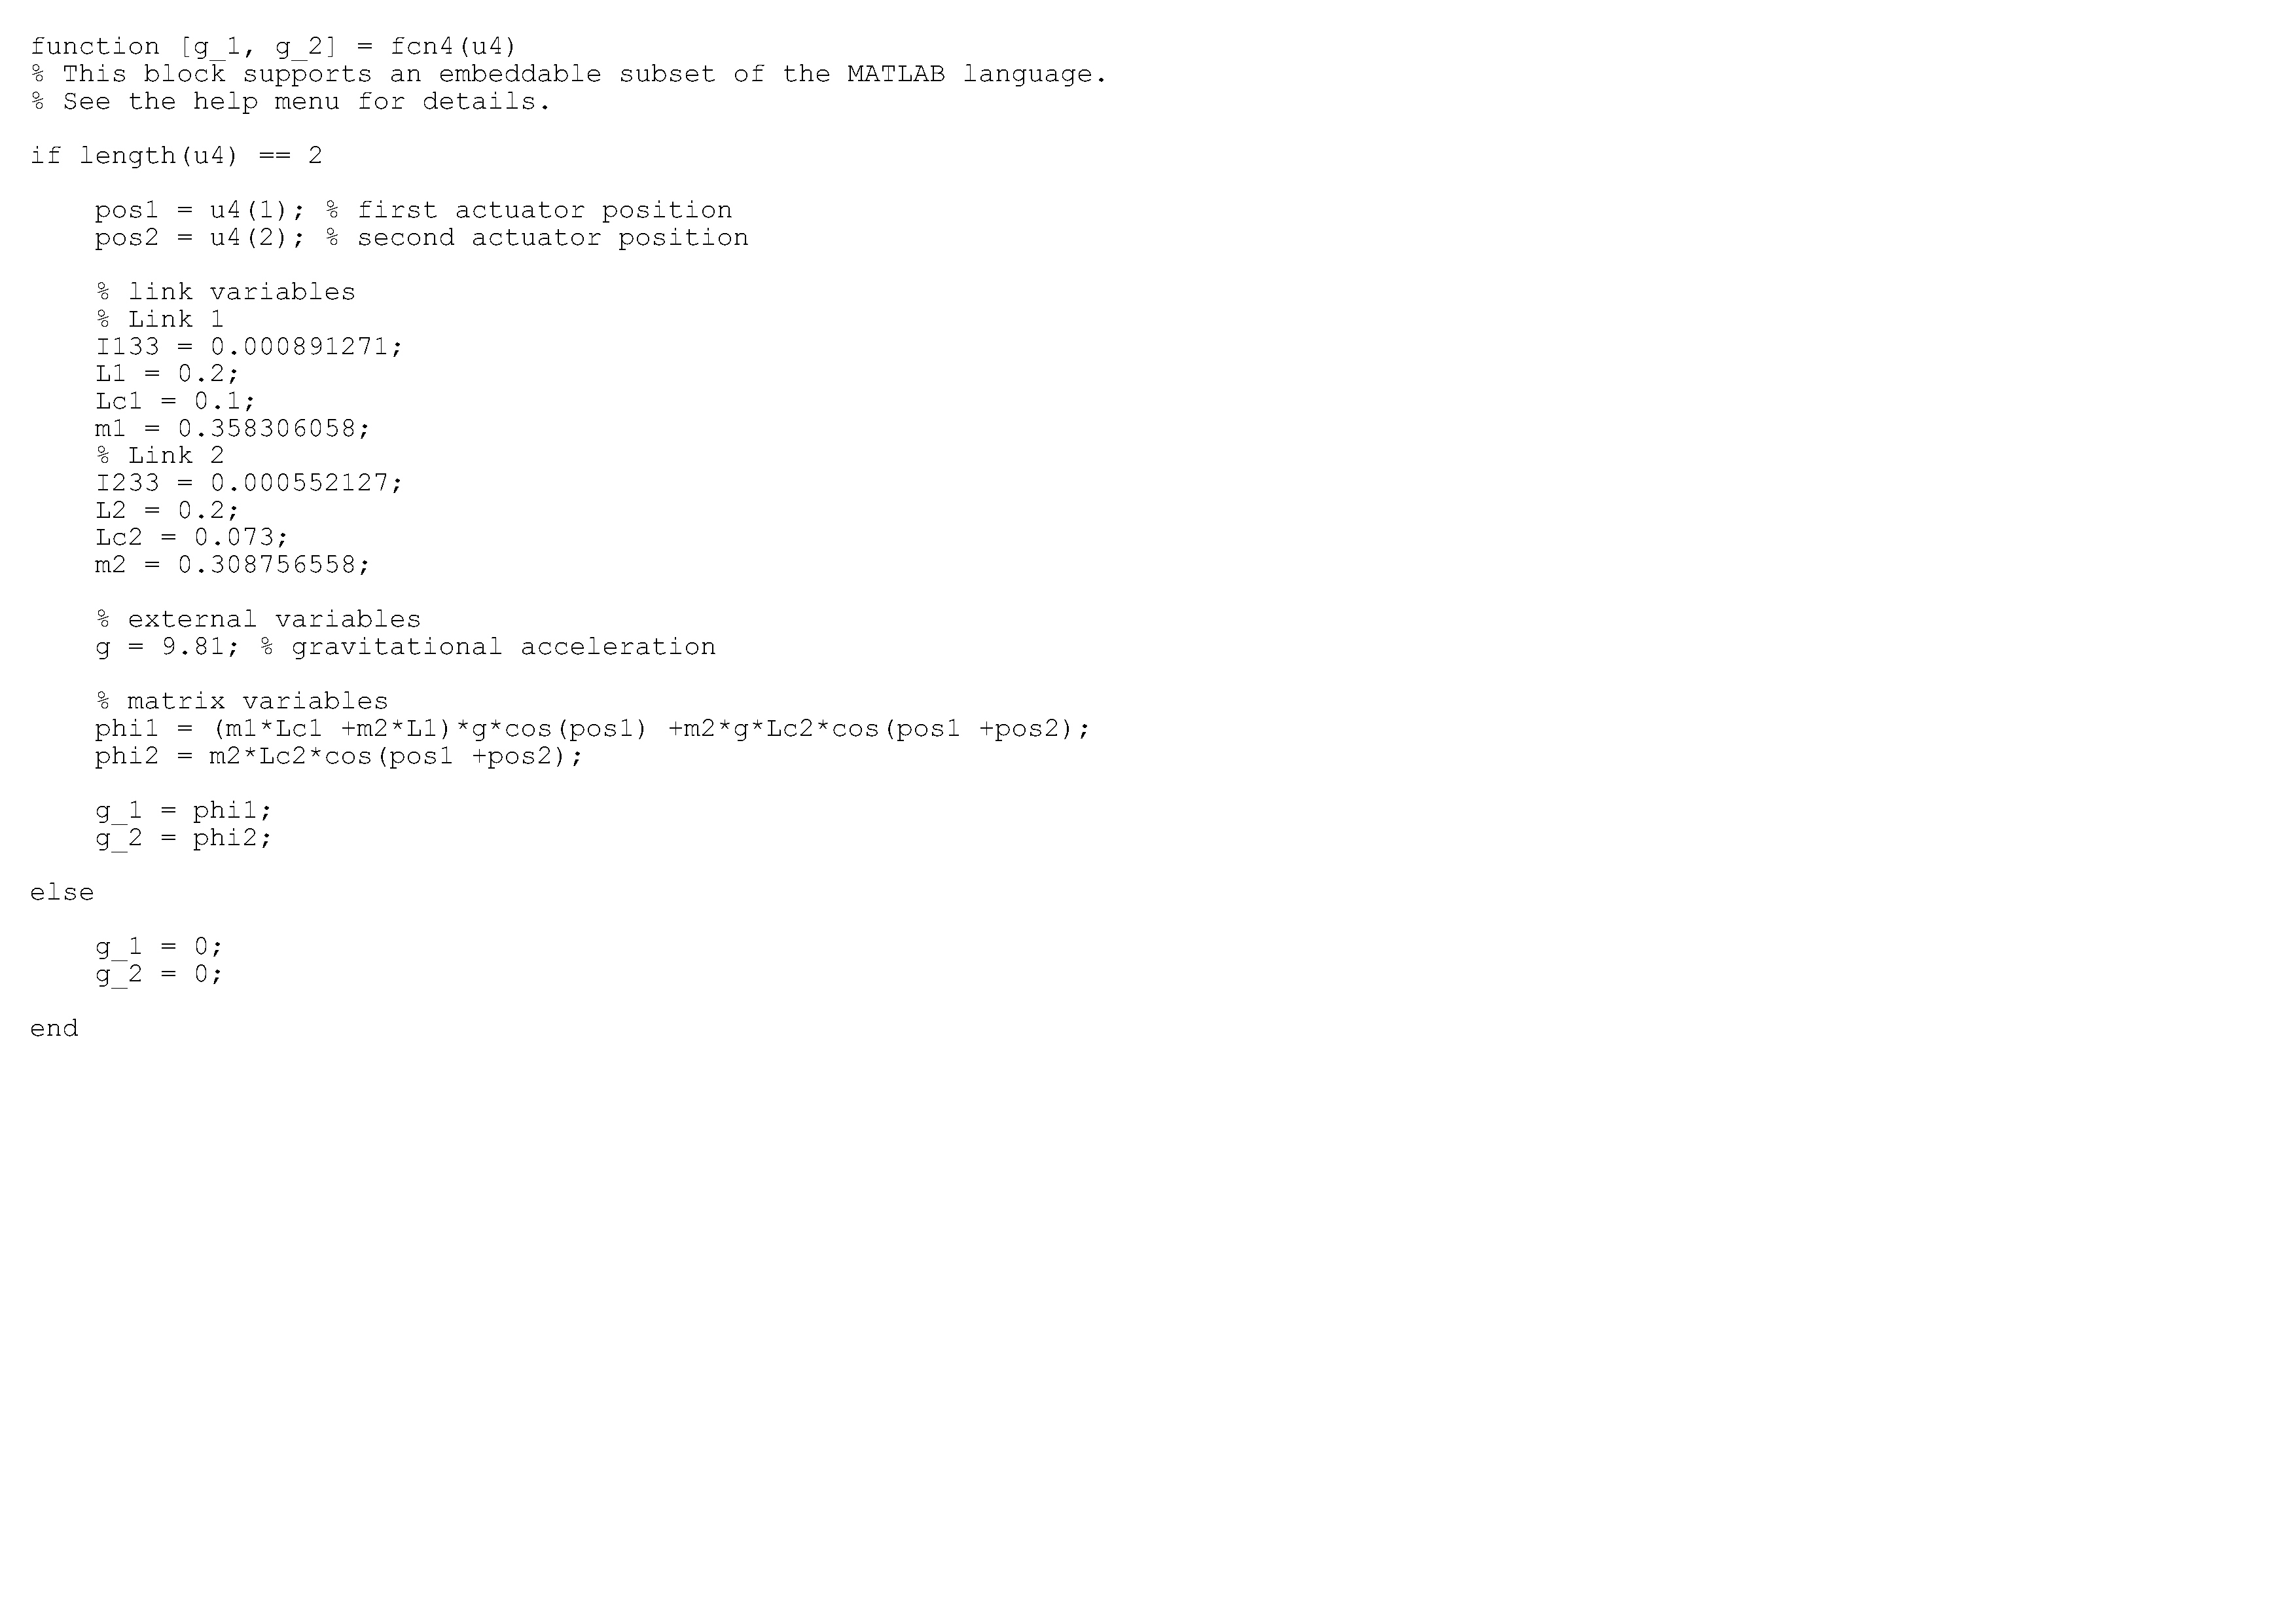 function [g_1, g_2] = fcn4(u4)
% This block supports an embeddable subset of the MATLAB language.
% See the help menu for details.
if length(u4) == 2
pos1 = u4(1); % first actuator position
pos2 = u4(2); % second actuator position
% link variables
% Link 1
I133 = 0.000891271;
L1 = 0.2;
Lc1 = 0.1;
m1 = 0.358306058;
% Link 2
I233 = 0.000552127;
L2 = 0.2;
Lc2 = 0.073;
m2 = 0.308756558;
% external variables
g = 9.81; % gravitational acceleration
% matrix variables
phi1 = (m1*Lc1 +m2*L1)*g*cos(pos1) +m2*g*Lc2*cos(pos1 +pos2);
phi2 = m2*Lc2*cos(pos1 +pos2);
g_1 = phi1;
g_2 = phi2;
else
g_1 = 0;
g_2 = 0;
end